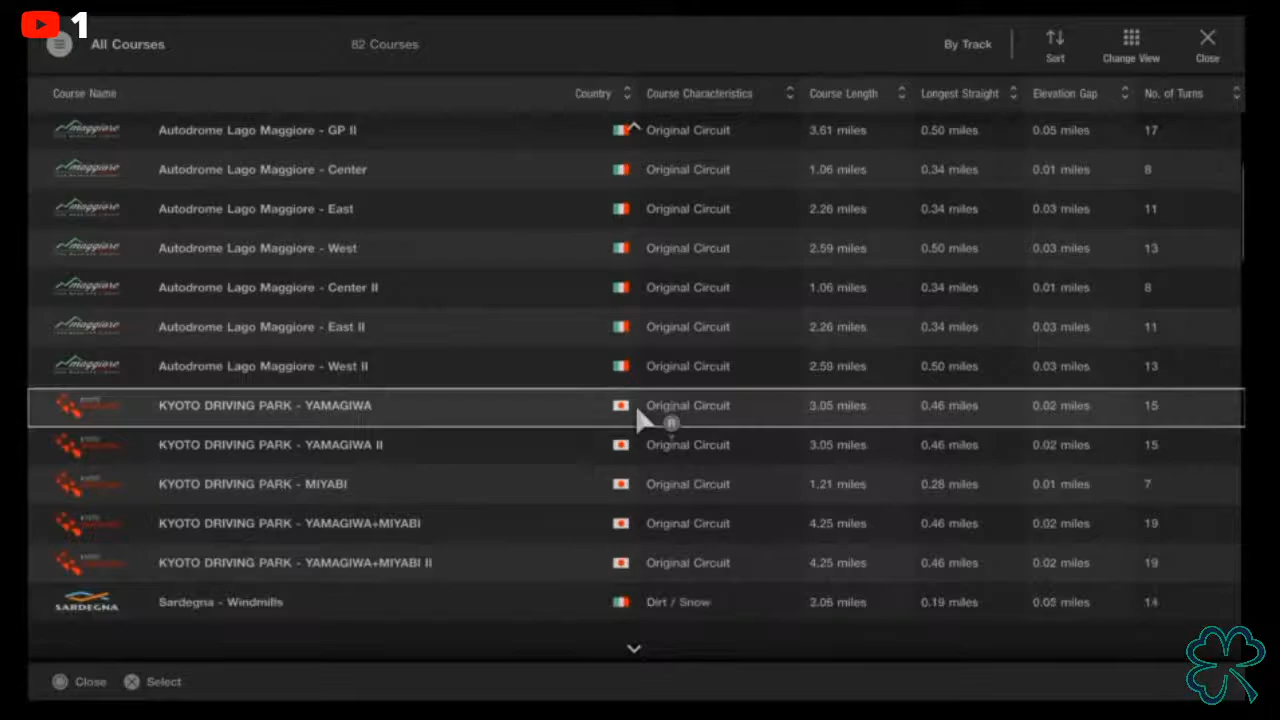 1
All Courses 82 Courses By Track Sort Change View Close
Course Name Country Course Characteristics Course Length Longest Straight Elevation Gap No. of Turns
maggiore Autodrome Lago Maggiore - GP II Original Circuit 3.61 miles 0.50 miles 0.05 miles 17
maggiore Autodrome Lago Maggiore - Center Original Circuit 1.06 miles 0.34 miles 0.01 miles 8
maggiore Autodrome Lago Maggiore - East Original Circuit 2.26 miles 0.34 miles 0.03 miles 11
maggiore Autodrome Lago Maggiore - West Original Circuit 2.59 miles 0.50 miles 0.03 miles 13
maggiore Autodrome Lago Maggiore - Center II Original Circuit 1.06 miles 0.34 miles 0.01 miles 8
maggiore Autodrome Lago Maggiore - East II Original Circuit 2.26 miles 0.34 miles 0.03 miles 11
maggiore Autodrome Lago Maggiore - West II Original Circuit 2.59 miles 0.50 miles 0.03 miles 13
KYOTO DRIVING PARK - YAMAGIWA Original Circuit 3.05 miles 0.46 miles 0.02 miles 15
R
KYOTO DRIVING PARK - YAMAGIWA II Original Circuit 3.05 miles 0.46 miles 0.02 miles 15
KYOTO DRIVING PARK - MIYABI Original Circuit 1.21 miles 0.28 miles 0.01 miles 7
KYOTO DRIVING PARK - YAMAGIWA+MIYABI Original Circuit 4.25 miles 0.46 miles 0.02 miles 19
KYOTO DRIVING PARK - YAMAGIWA+MIYABI II Original Circuit 4.25 miles 0.46 miles 0.02 miles 19
SARDEGNA Sardegna - Windmills Dirt / Snow 2.05 miles 0.19 miles 0.05 miles 14
Close Select